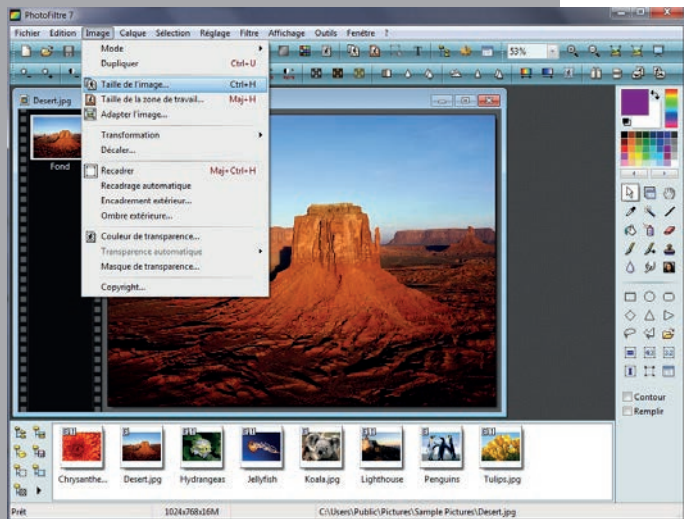 PhotoFiltre 7
Fichier Edition Image Calque Sélection Réglage Filtre Affichage Outils Fenêtre ?
53%
Mode
Dupliquer Ctrl+U
Taille de l'image... Ctrl+H
Taille de la zone de travail... Maj+H
Adapter l'image...
Transformation
Décaler...
Recadrer Maj+Ctrl+H
Recadrage automatique
Encadrement extérieur...
Ombre extérieure...
Couleur de transparence...
Transparence automatique
Masque de transparence...
Copyright...
Desert.jpg
Fond
Contour
Remplir
Chrysanthe... Desert.jpg Hydrangeas Jellyfish Koala.jpg Lighthouse Penguins Tulips.jpg
Prêt 1024x768x16M C:\Users\Public\Pictures\Sample Pictures\Desert.jpg